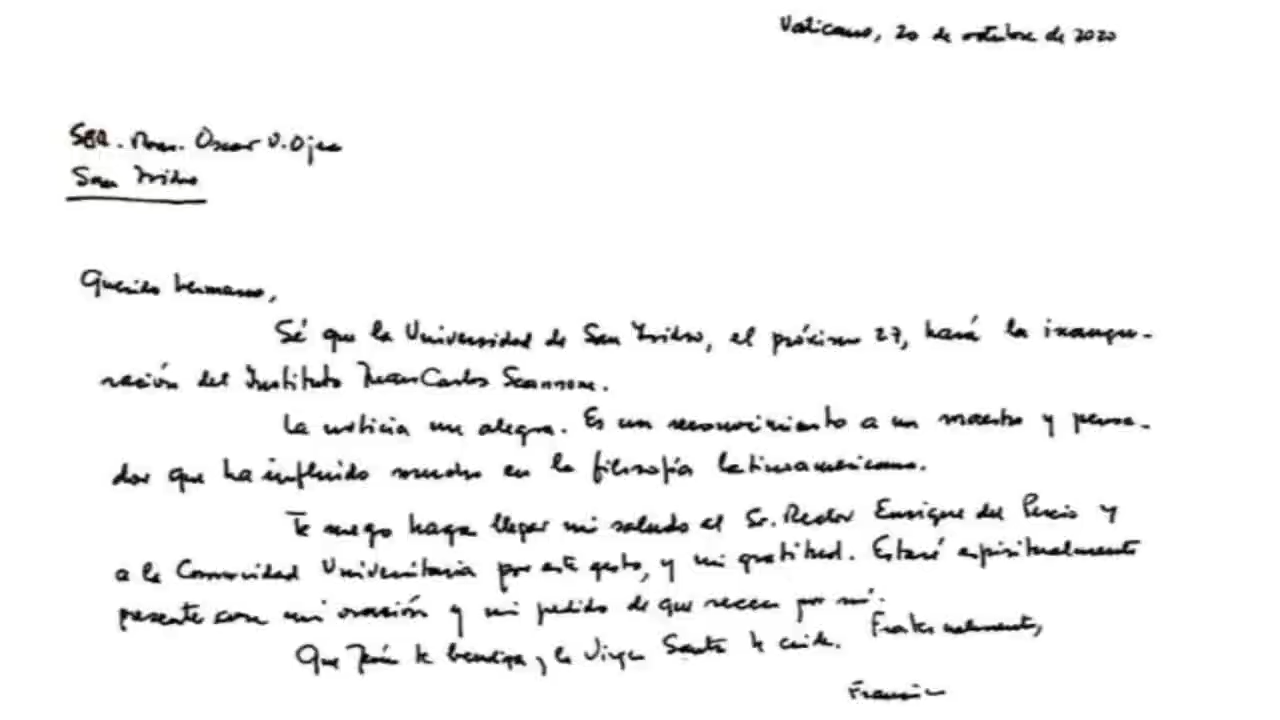 Vaticano, 20 de octubre de 2020
SER. Mons. Oscar V. Ojea
San Isidro
Querido hermano,
Sé que la Universidad de San Isidro, el próximo 27, hará la inaugu-
ración del Instituto Juan Carlos Scannone.
La noticia me alegra. Es un reconocimiento a un maestro y pensa-
dor que ha influido mucho en la filosofía latinoamericana.
Te ruego haga llegar mi saludo al Sr. Rector Enrique del Percio y
a la Comunidad Universitaria por este gesto, y mi gratitud. Estaré espiritualmente
presente con mi oración y mi pedido de que recen por mí.
Que Jesús te bendiga y la Virgen Santa te cuide. Fraternalmente,
Francisco